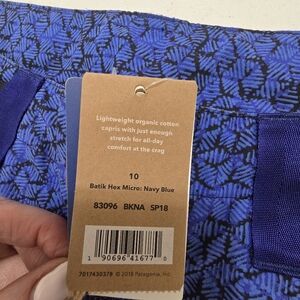 Lightweight organic cotton
capris with just enough
stretch for all-day
comfort at the crag
10
Batik Hex Micro: Navy Blue
83096 BKNA SP18
1 90696 41677 0
7017430378 © 2018 Patagonia, Inc.